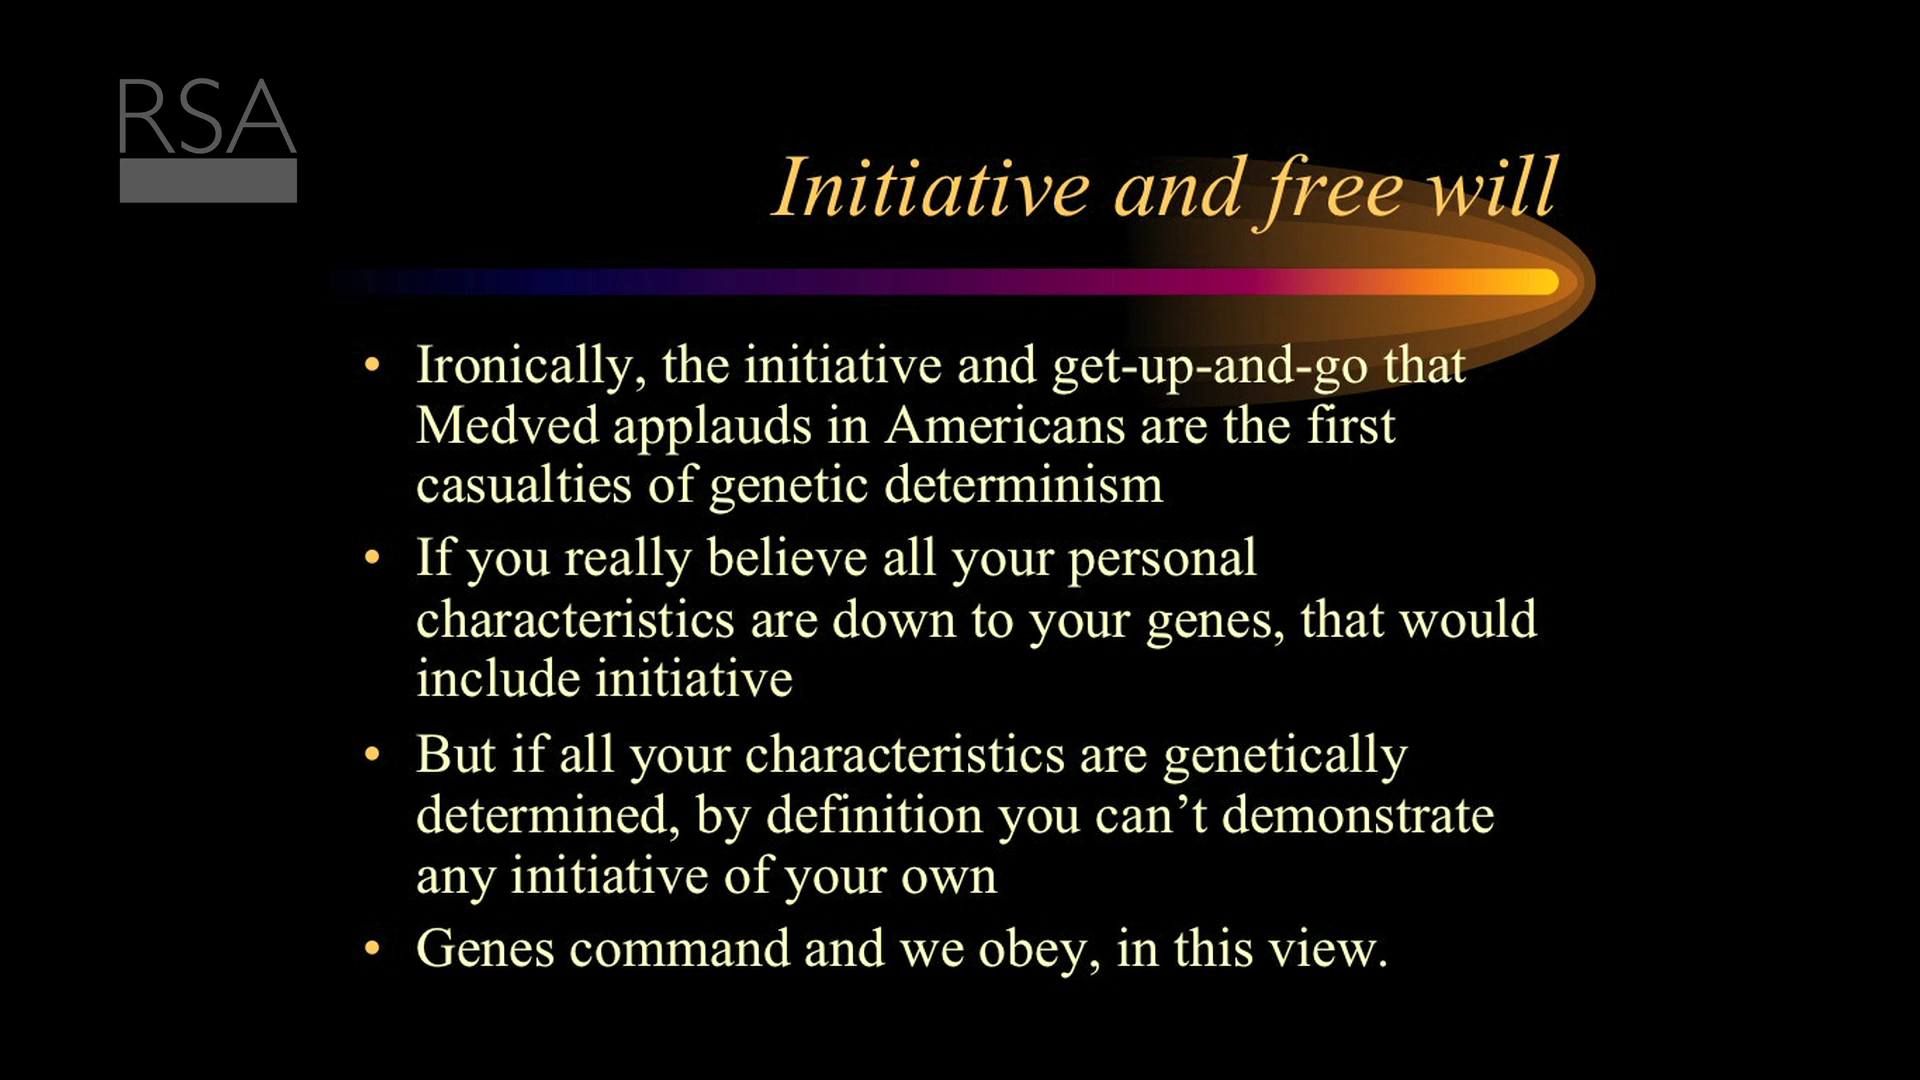 RSA
Initiative and free will
• Ironically, the initiative and get-up-and-go that
Medved applauds in Americans are the first
casualties of genetic determinism
• If you really believe all your personal
characteristics are down to your genes, that would
include initiative
• But if all your characteristics are genetically
determined, by definition you can’t demonstrate
any initiative of your own
• Genes command and we obey, in this view.